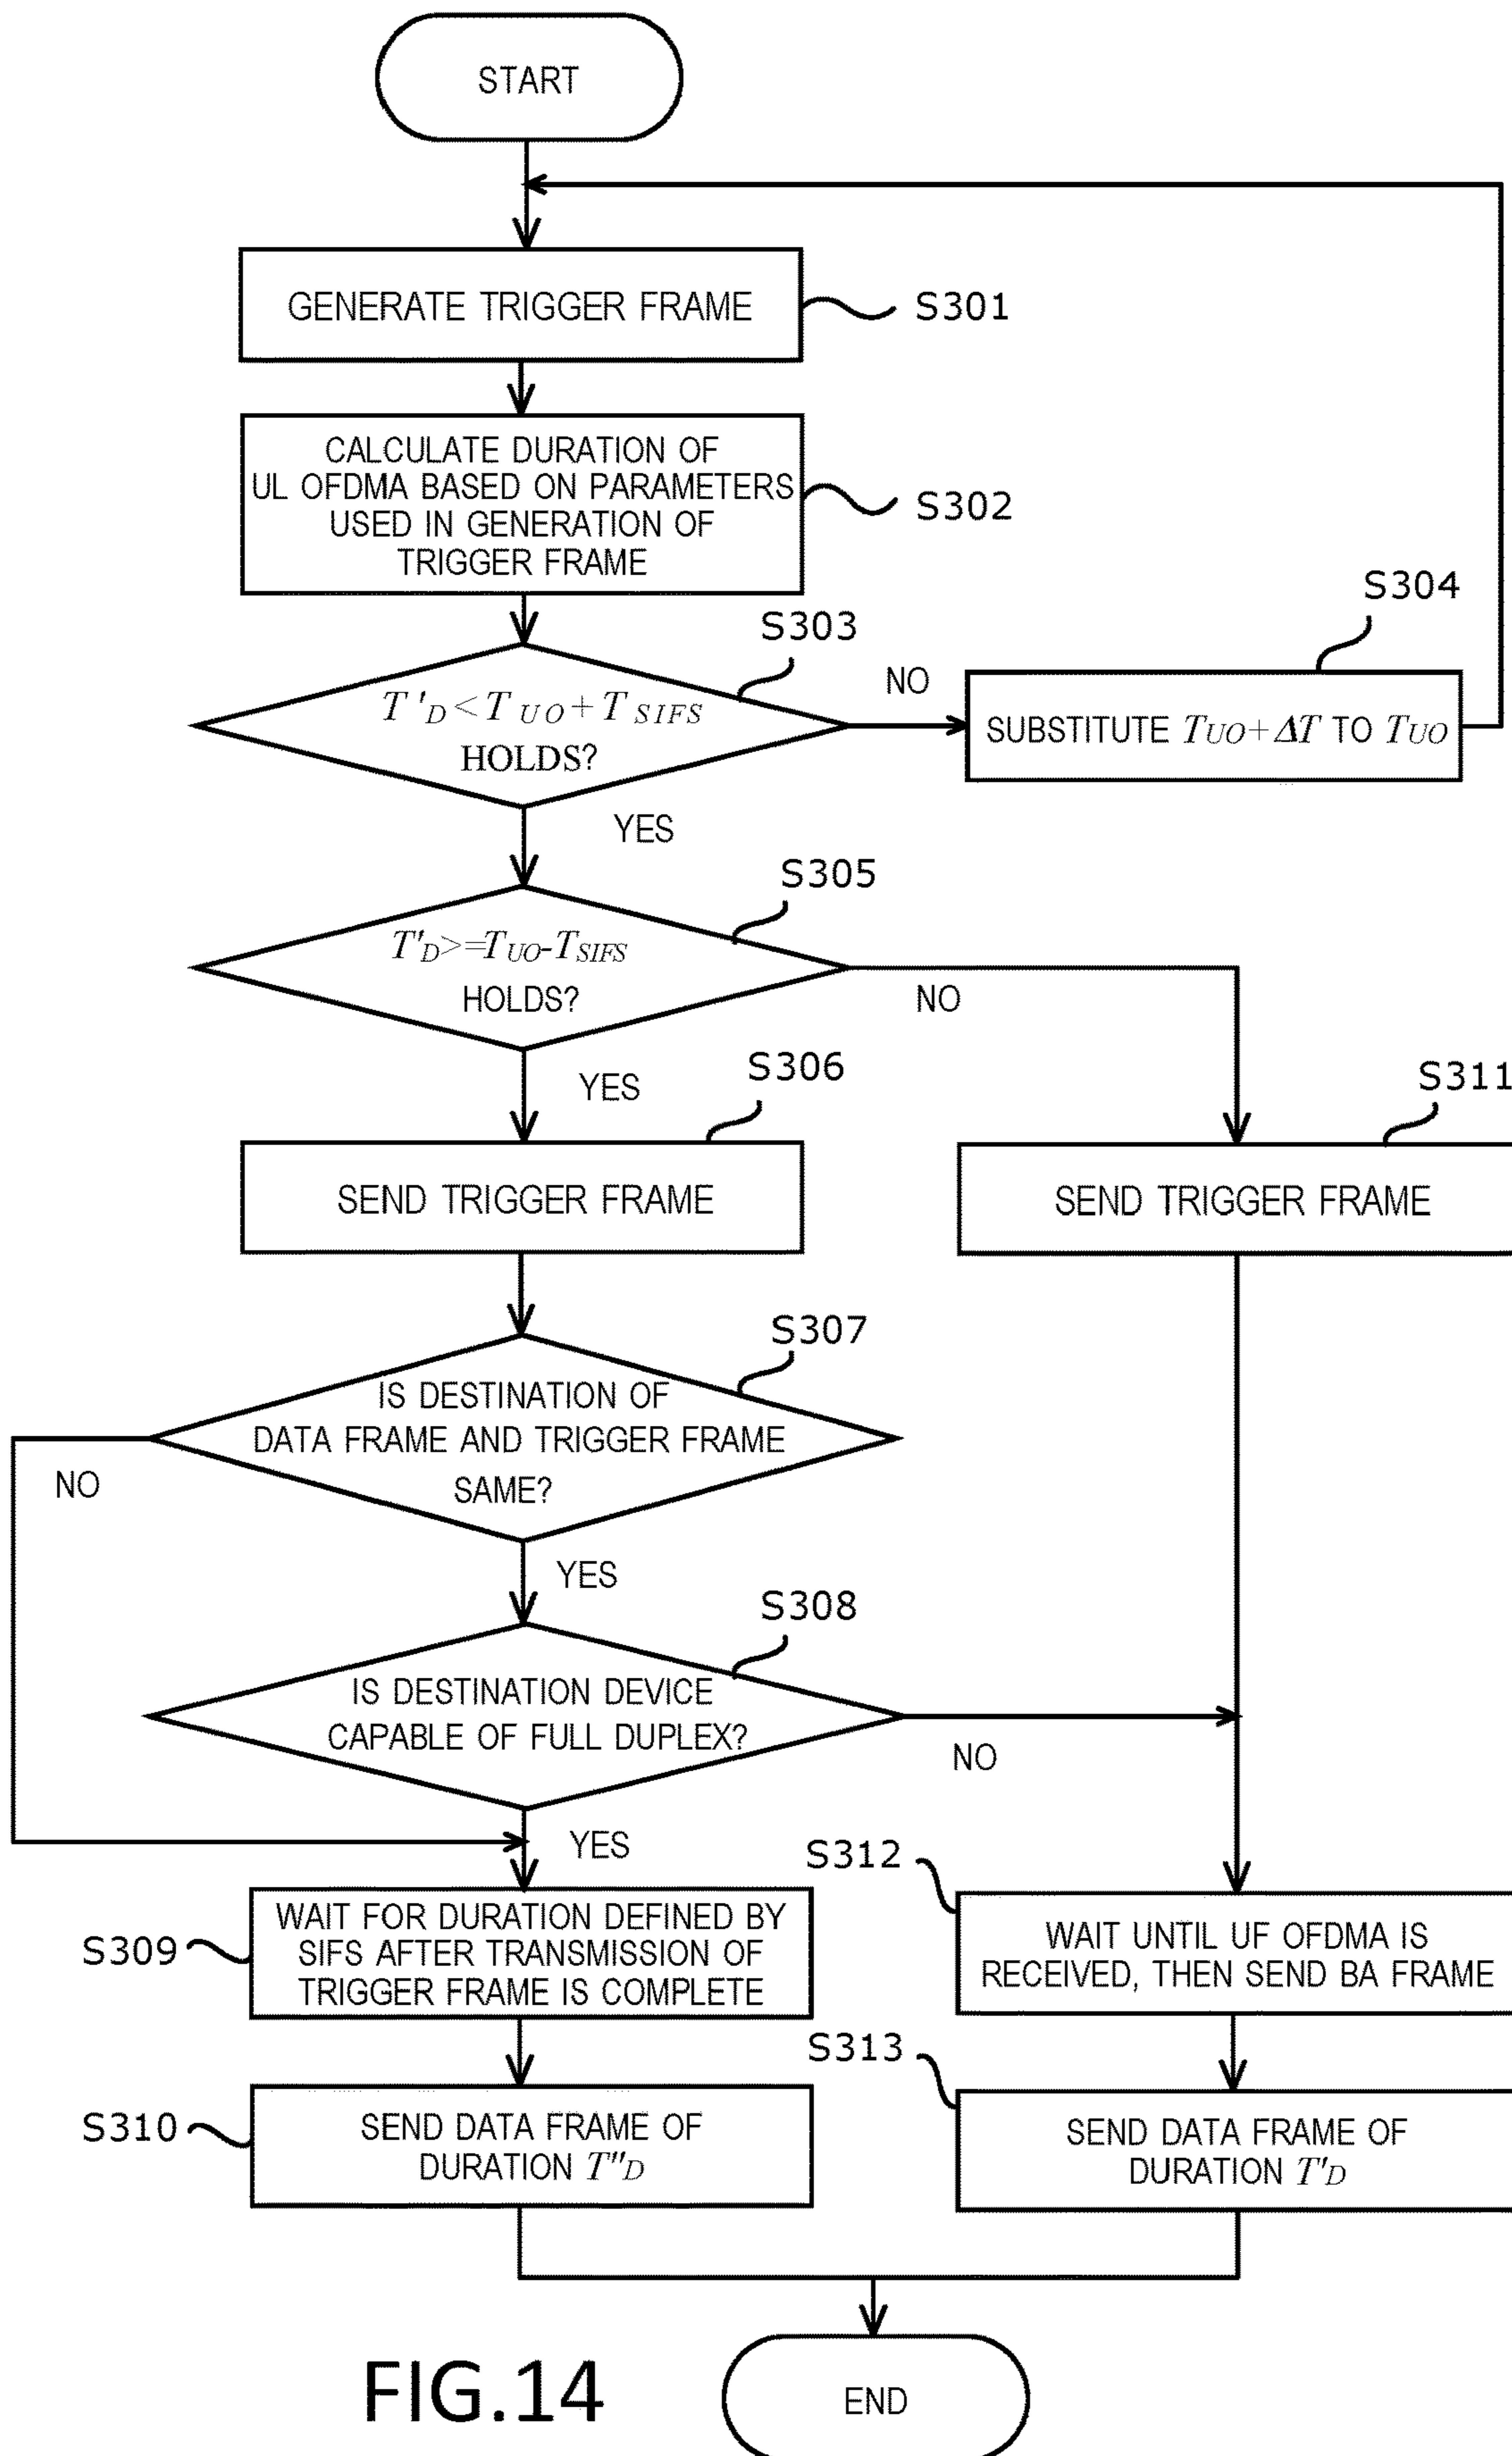 START
GENERATE TRIGGER FRAME
S301
CALCULATE DURATION OF
UL OFDMA BASED ON PARAMETERS
USED IN GENERATION OF
TRIGGER FRAME
S302
S303
T'D<TUO+TSIFS
HOLDS?
NO
S304
SUBSTITUTE TUO+ΔT TO TUO
YES
S305
T'D>=TUO-TSIFS
HOLDS?
NO
YES
S306
SEND TRIGGER FRAME
S311
SEND TRIGGER FRAME
S307
IS DESTINATION OF
DATA FRAME AND TRIGGER FRAME
SAME?
NO
YES
S308
IS DESTINATION DEVICE
CAPABLE OF FULL DUPLEX?
NO
YES
S309
WAIT FOR DURATION DEFINED BY
SIFS AFTER TRANSMISSION OF
TRIGGER FRAME IS COMPLETE
S312
WAIT UNTIL UF OFDMA IS
RECEIVED, THEN SEND BA FRAME
S310
SEND DATA FRAME OF
DURATION T"D
S313
SEND DATA FRAME OF
DURATION T'D
END
FIG.14